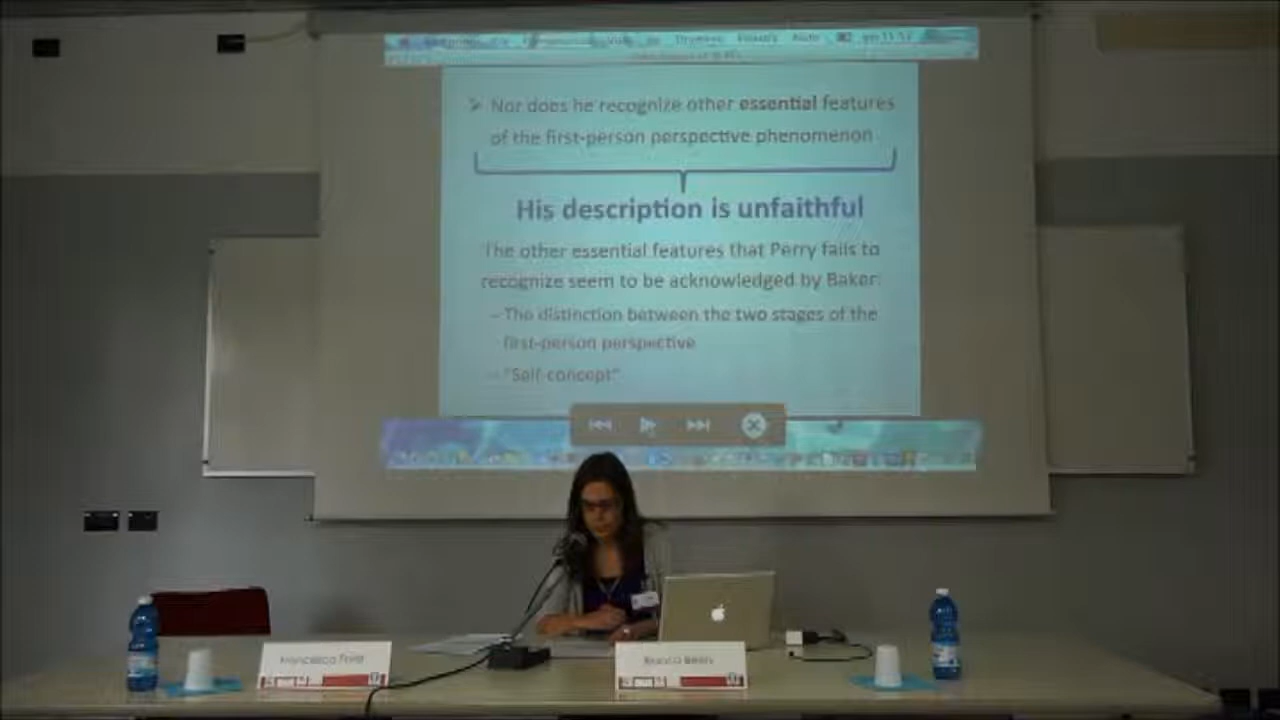 ➢ Nor does he recognize other essential features
of the first-person perspective phenomenon
His description is unfaithful
The other essential features that Perry fails to
recognize seem to be acknowledged by Baker:
– The distinction between the two stages of the
first-person perspective
– "Self-concept"